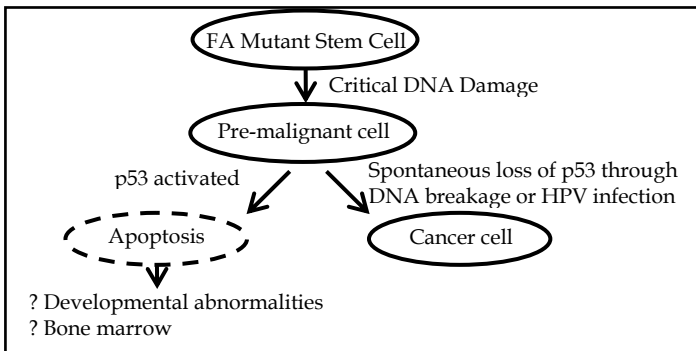 FA Mutant Stem Cell
Critical DNA Damage
Pre-malignant cell
p53 activated
Spontaneous loss of p53 through
DNA breakage or HPV infection
Apoptosis
Cancer cell
? Developmental abnormalities
? Bone marrow